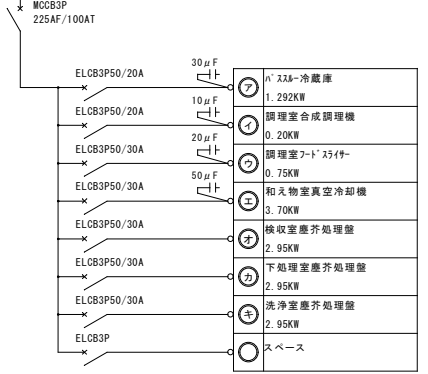 MCCB3P
225AF/100AT
ELCB3P50/20A
30μF
ア
パススルー冷蔵庫
1.292KW
ELCB3P50/20A
10μF
イ
調理室合成調理機
0.20KW
ELCB3P50/30A
20μF
ウ
調理室フードスライサー
0.75KW
ELCB3P50/30A
50μF
エ
和え物室真空冷却機
3.70KW
ELCB3P50/30A
オ
検収室塵芥処理盤
2.95KW
ELCB3P50/30A
カ
下処理室塵芥処理盤
2.95KW
ELCB3P50/30A
キ
洗浄室塵芥処理盤
2.95KW
ELCB3P
スペース